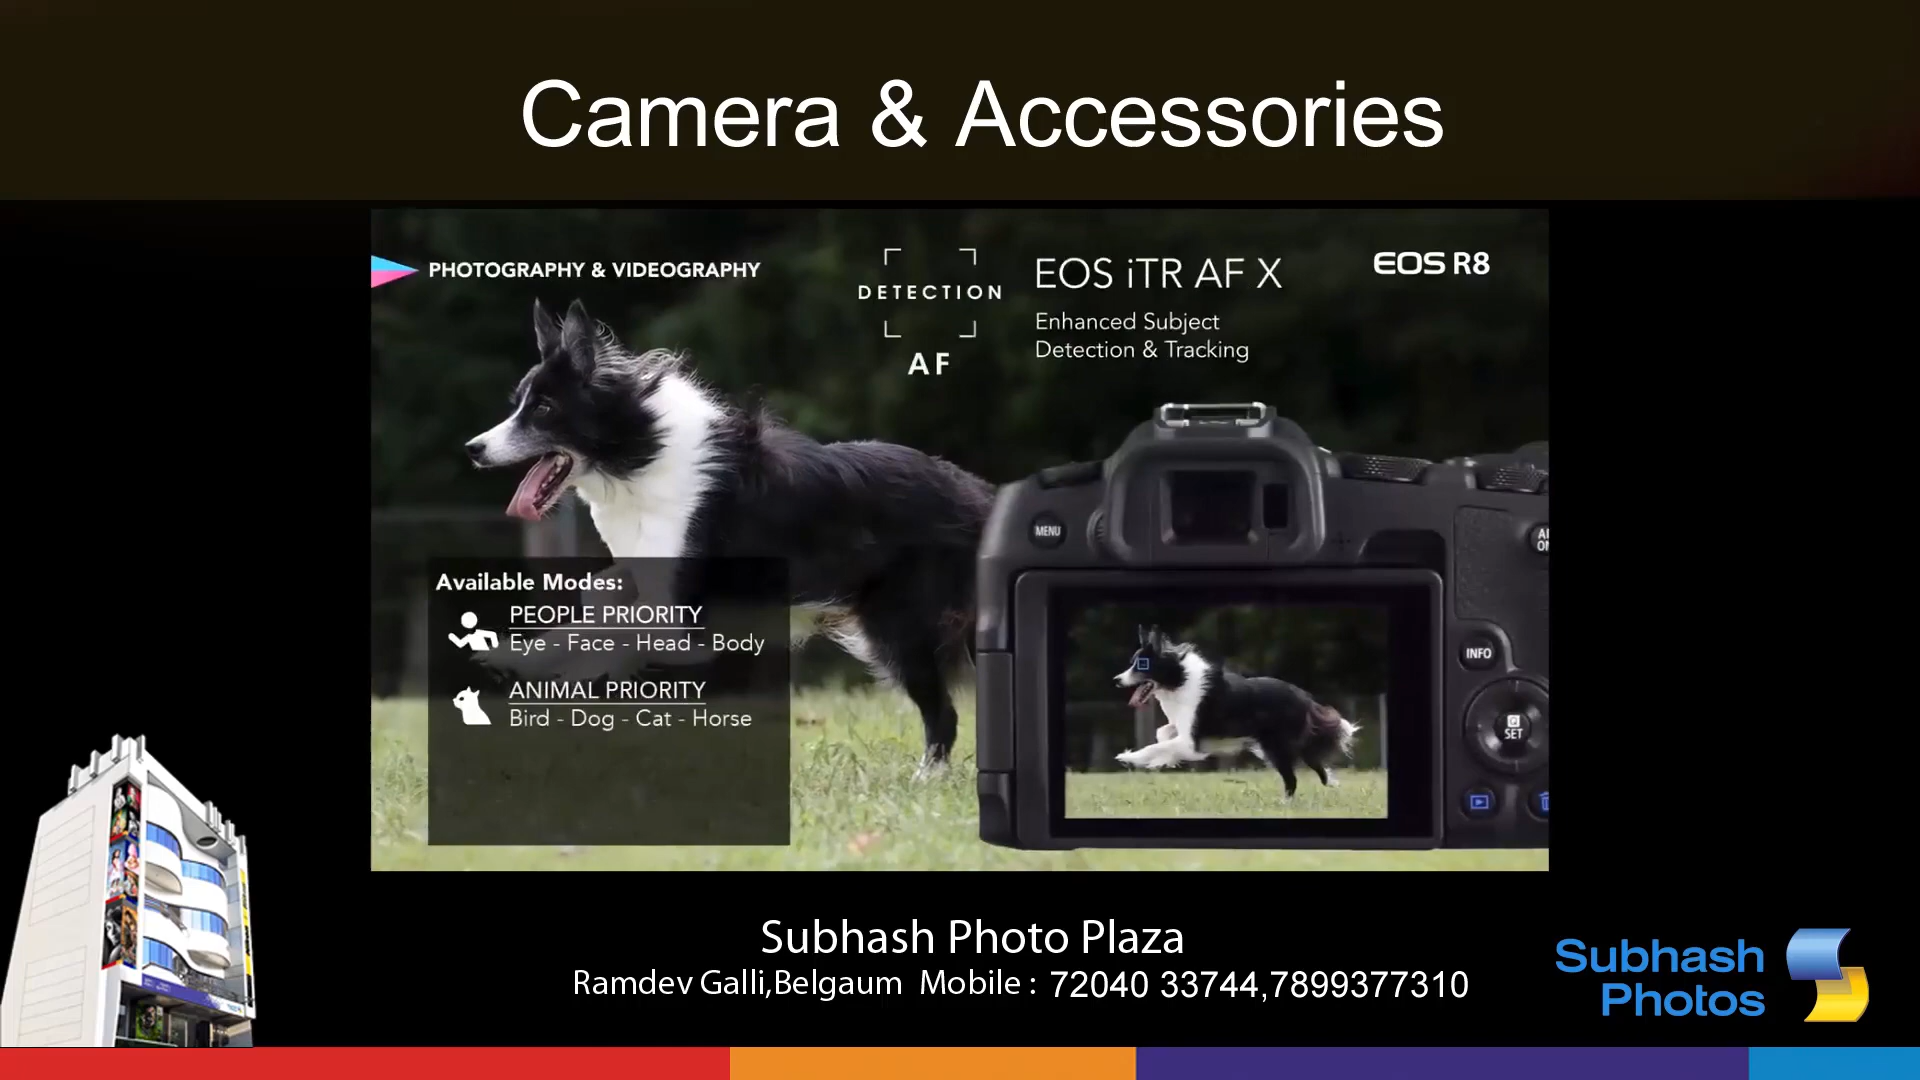 Camera & Accessories
PHOTOGRAPHY & VIDEOGRAPHY
DETECTION
AF
EOS iTR AF X
Enhanced Subject
Detection & Tracking
EOS R8
Available Modes:
PEOPLE PRIORITY
Eye - Face - Head - Body
ANIMAL PRIORITY
Bird - Dog - Cat - Horse
MENU
INFO
Q
SET
Subhash Photo Plaza
Ramdev Galli,Belgaum Mobile : 72040 33744,7899377310
Subhash
Photos